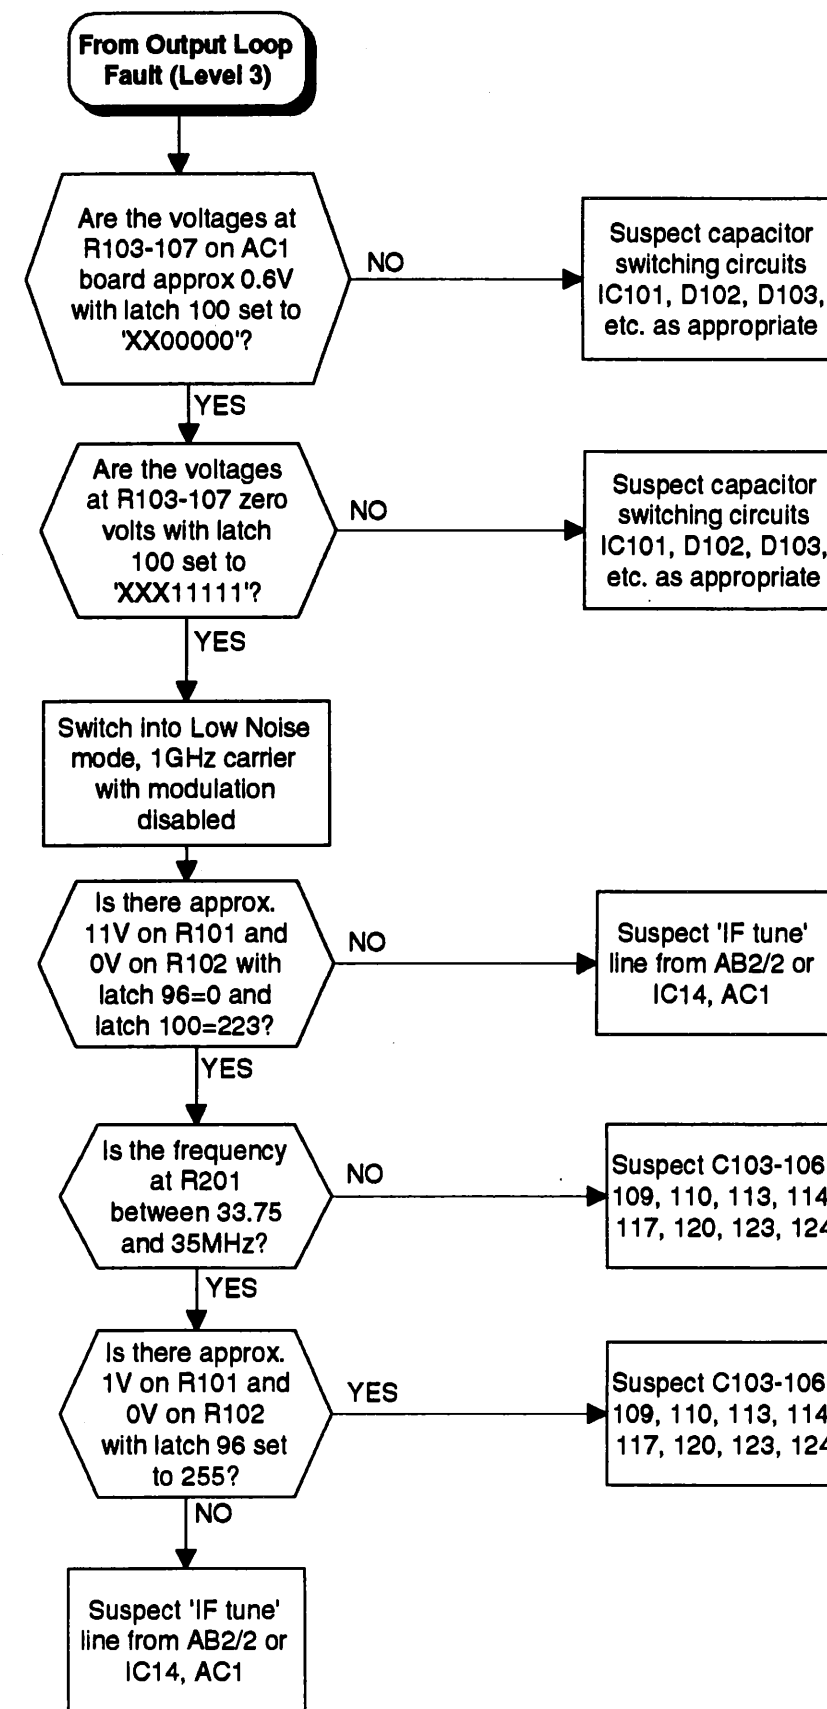 From Output Loop
Fault (Level 3)
Are the voltages at
R103-107 on AC1
board approx 0.6V
with latch 100 set to
'XX00000'?
NO
Suspect capacitor
switching circuits
IC101, D102, D103,
etc. as appropriate
YES
Are the voltages
at R103-107 zero
volts with latch
100 set to
'XXX11111'?
NO
Suspect capacitor
switching circuits
IC101, D102, D103,
etc. as appropriate
YES
Switch into Low Noise
mode, 1GHz carrier
with modulation
disabled
Is there approx.
11V on R101 and
0V on R102 with
latch 96=0 and
latch 100=223?
NO
Suspect 'IF tune'
line from AB2/2 or
IC14, AC1
YES
Is the frequency
at R201
between 33.75
and 35MHz?
NO
Suspect C103-106
109, 110, 113, 114
117, 120, 123, 124
YES
Is there approx.
1V on R101 and
0V on R102
with latch 96 set
to 255?
YES
Suspect C103-106
109, 110, 113, 114
117, 120, 123, 124
NO
Suspect 'IF tune'
line from AB2/2 or
IC14, AC1